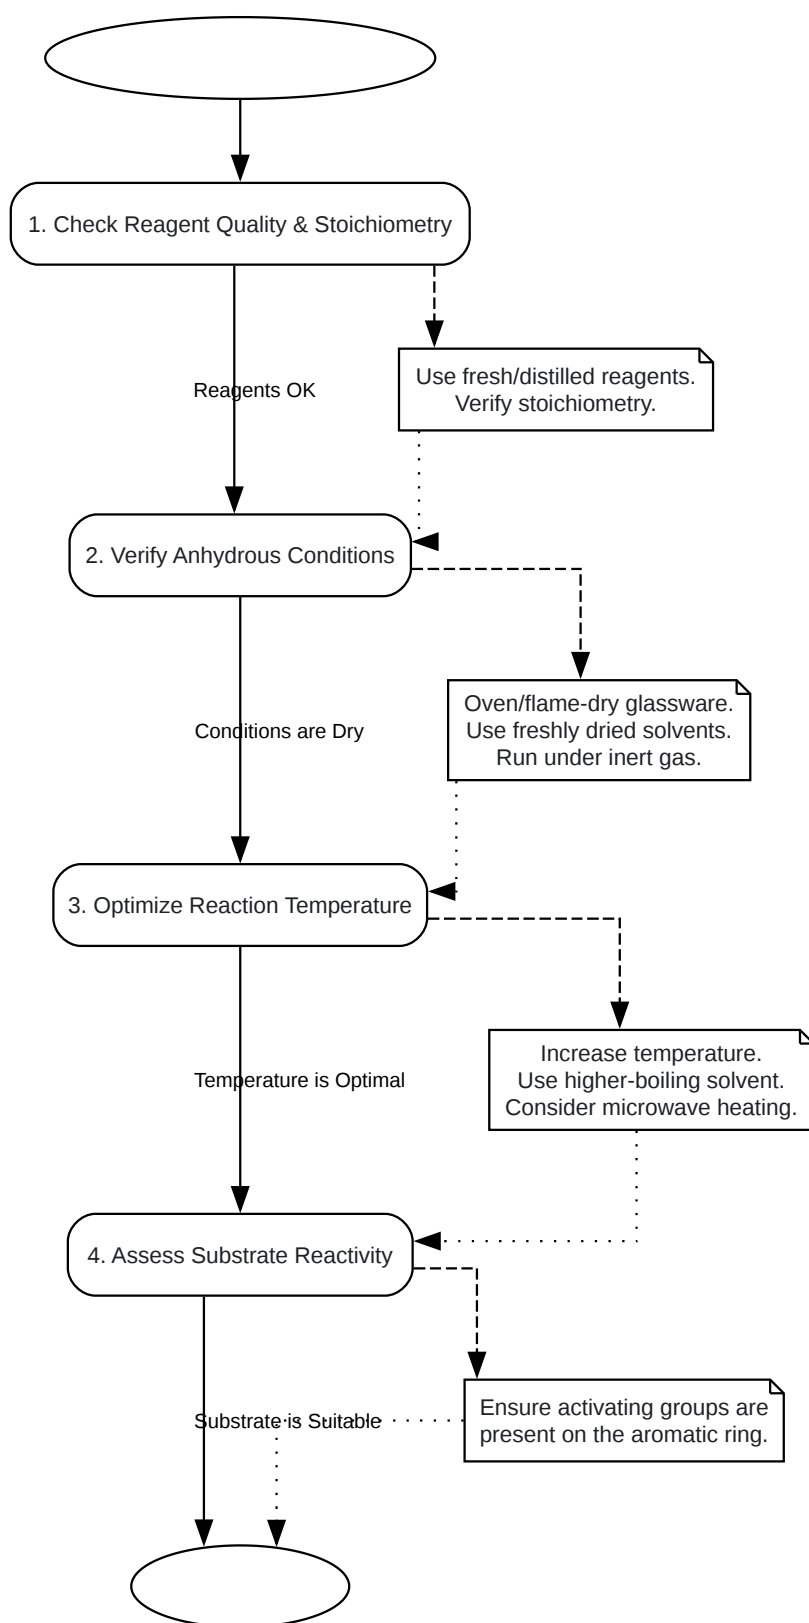 1. Check Reagent Quality & Stoichiometry
Reagents OK
Use fresh/distilled reagents.
Verify stoichiometry.
2. Verify Anhydrous Conditions
Conditions are Dry
Oven/flame-dry glassware.
Use freshly dried solvents.
Run under inert gas.
3. Optimize Reaction Temperature
Temperature is Optimal
Increase temperature.
Use higher-boiling solvent.
Consider microwave heating.
4. Assess Substrate Reactivity
Substrate is Suitable
Ensure activating groups are
present on the aromatic ring.